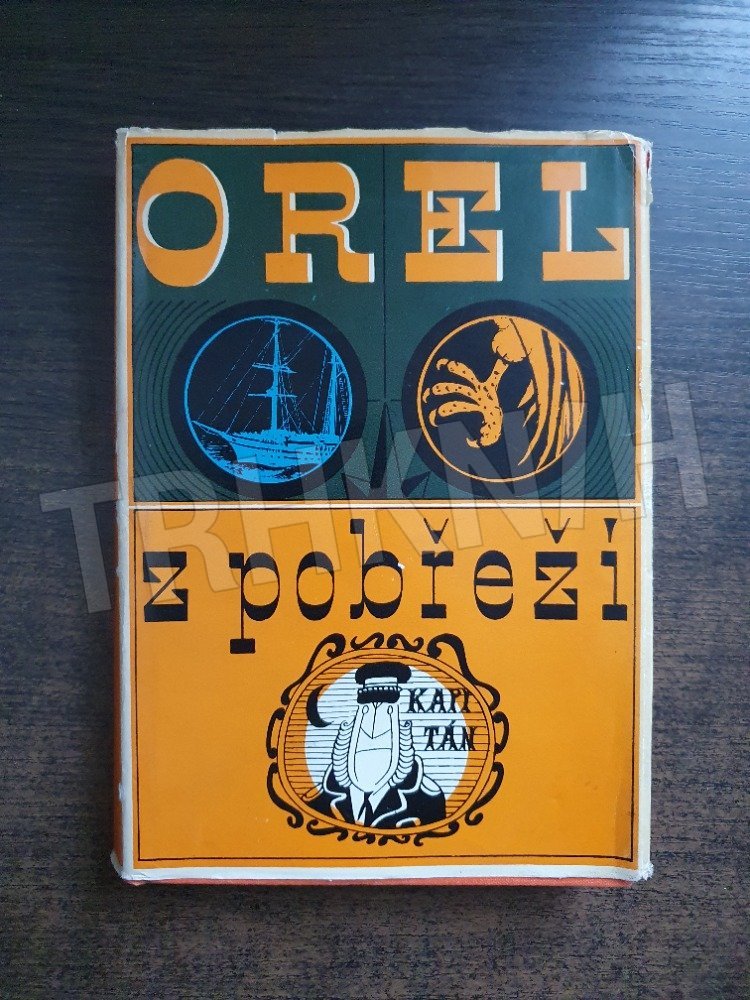 OREL
TRHKNIH
z pobřeží
KAPI
TÁN